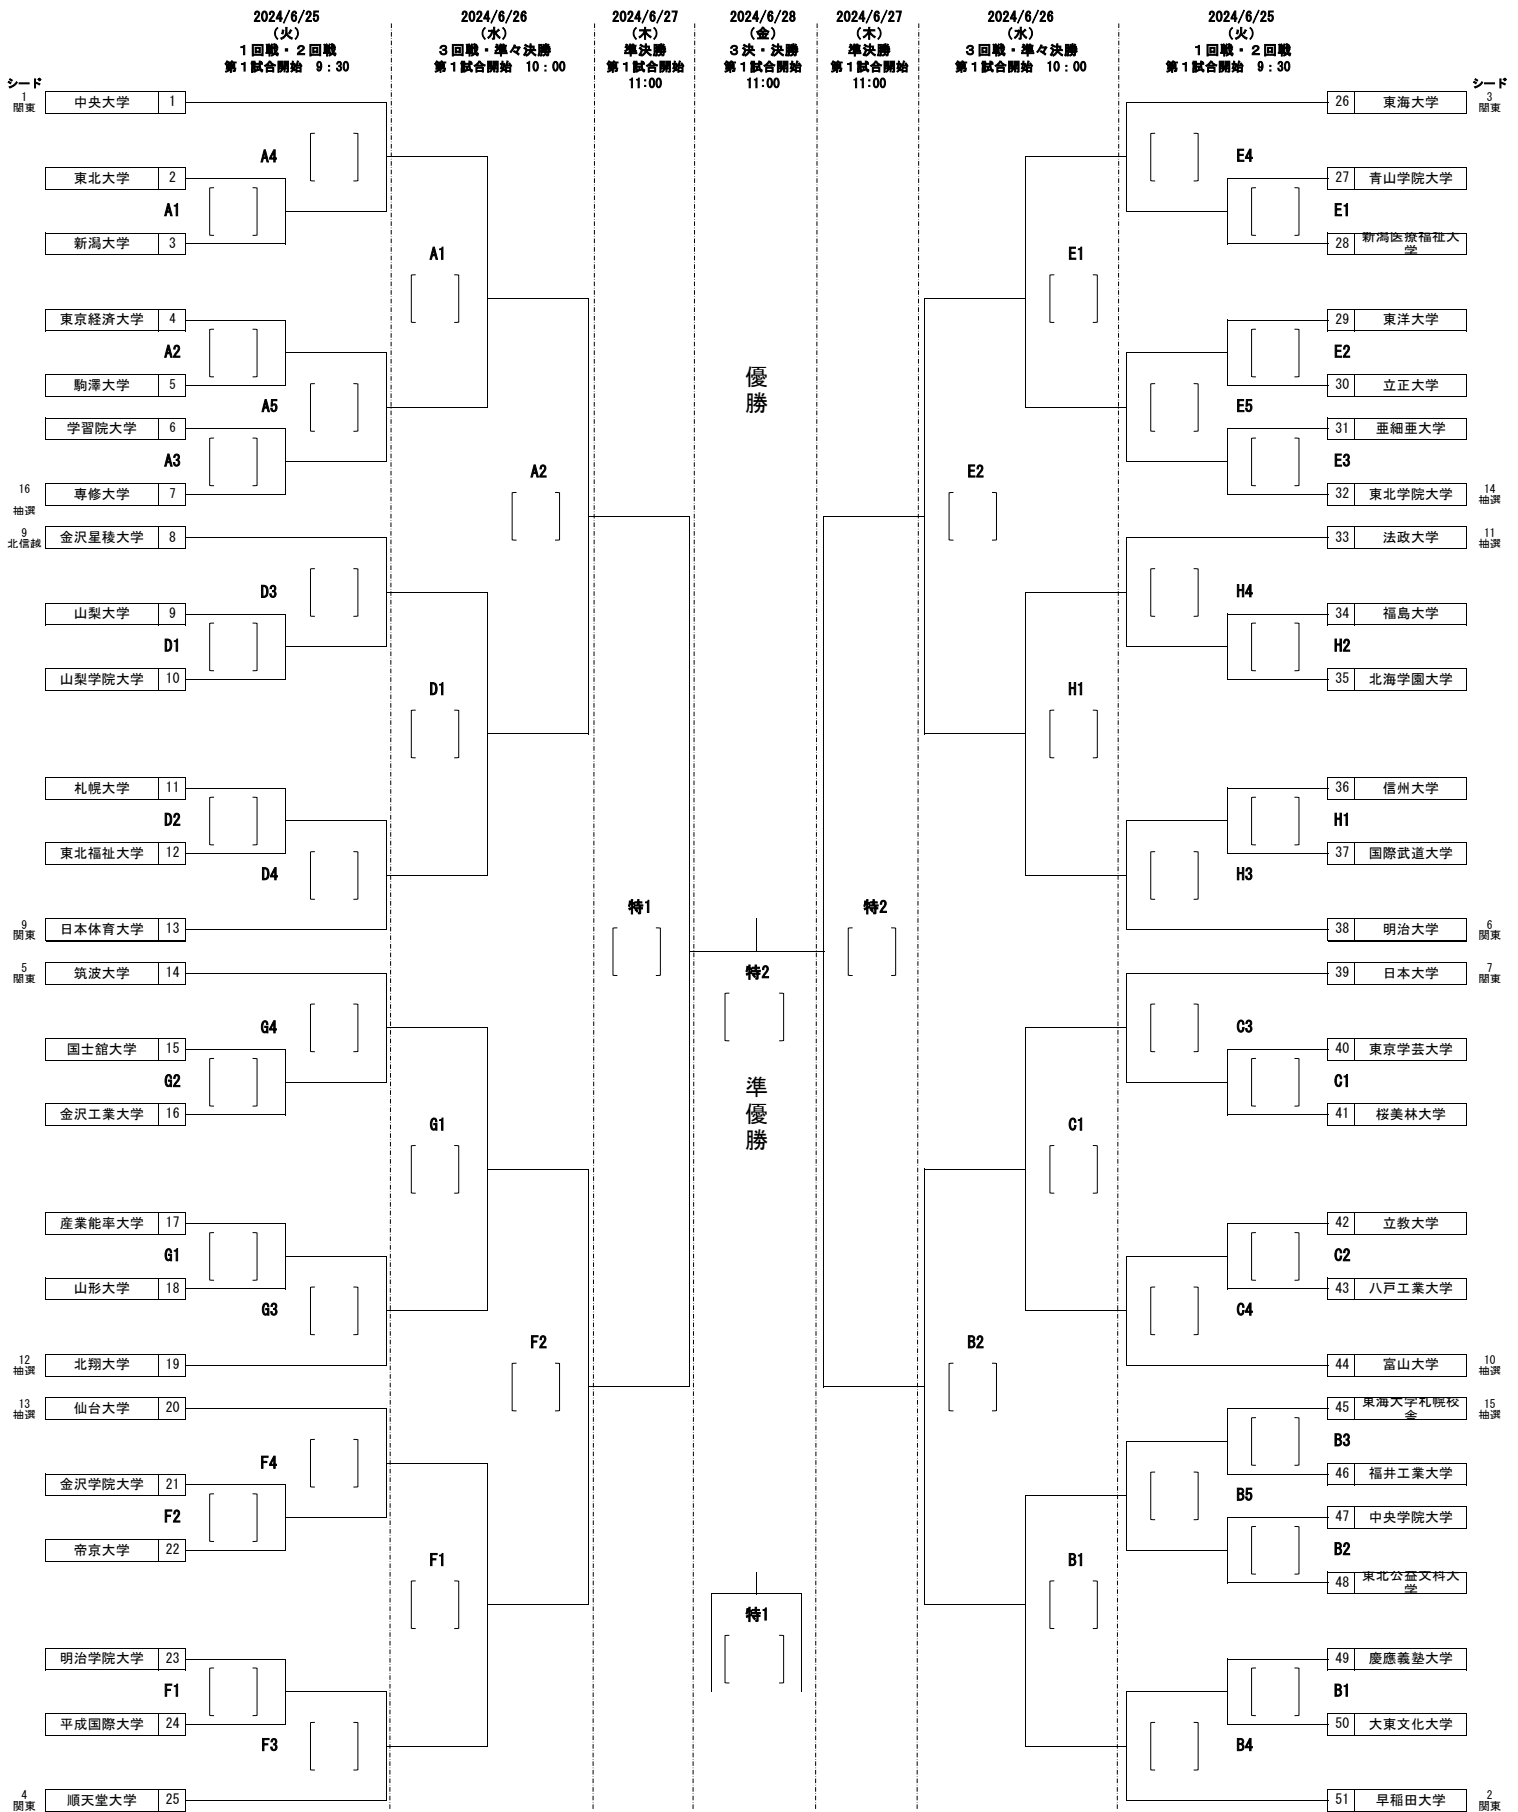 2024/6/25
（火）
１回戦・２回戦
第１試合開始　9：30
2024/6/26
（水）
３回戦・準々決勝
第１試合開始　10：00
2024/6/27
（木）
準決勝
第１試合開始
11:00
2024/6/28
（金）
３決・決勝
第１試合開始
11:00
2024/6/27
（木）
準決勝
第１試合開始
11:00
2024/6/26
（水）
３回戦・準々決勝
第１試合開始　10：00
2024/6/25
（火）
１回戦・２回戦
第１試合開始　9：30
シード
1
関東
中央大学 1
A4
東北大学 2
A1
新潟大学 3
A1
東京経済大学 4
A2
駒澤大学 5
A5
学習院大学 6
A3
16
抽選
専修大学 7
A2
9
北信越
金沢星稜大学 8
D3
山梨大学 9
D1
山梨学院大学 10
D1
札幌大学 11
D2
東北福祉大学 12
D4
9
関東
日本体育大学 13
特1
5
関東
筑波大学 14
G4
国士舘大学 15
G2
金沢工業大学 16
G1
産業能率大学 17
G1
山形大学 18
G3
12
抽選
北翔大学 19
F2
13
抽選
仙台大学 20
F4
金沢学院大学 21
F2
帝京大学 22
F1
明治学院大学 23
F1
平成国際大学 24
F3
4
関東
順天堂大学 25
優勝
特2
準優勝
特1
シード
26 東海大学
3
関東
E4
27 青山学院大学
E1
28 新潟医療福祉大学
E1
29 東洋大学
E2
30 立正大学
E5
31 亜細亜大学
E3
32 東北学院大学
14
抽選
E2
33 法政大学
11
抽選
H4
34 福島大学
H2
35 北海学園大学
H1
36 信州大学
H1
37 国際武道大学
H3
38 明治大学
6
関東
特2
39 日本大学
7
関東
C3
40 東京学芸大学
C1
41 桜美林大学
C1
42 立教大学
C2
43 八戸工業大学
C4
44 富山大学
10
抽選
B2
45 東海大学札幌校舎
15
抽選
B3
46 福井工業大学
B5
47 中央学院大学
B2
48 東北公益文科大学
B1
49 慶應義塾大学
B1
50 大東文化大学
B4
51 早稲田大学
2
関東